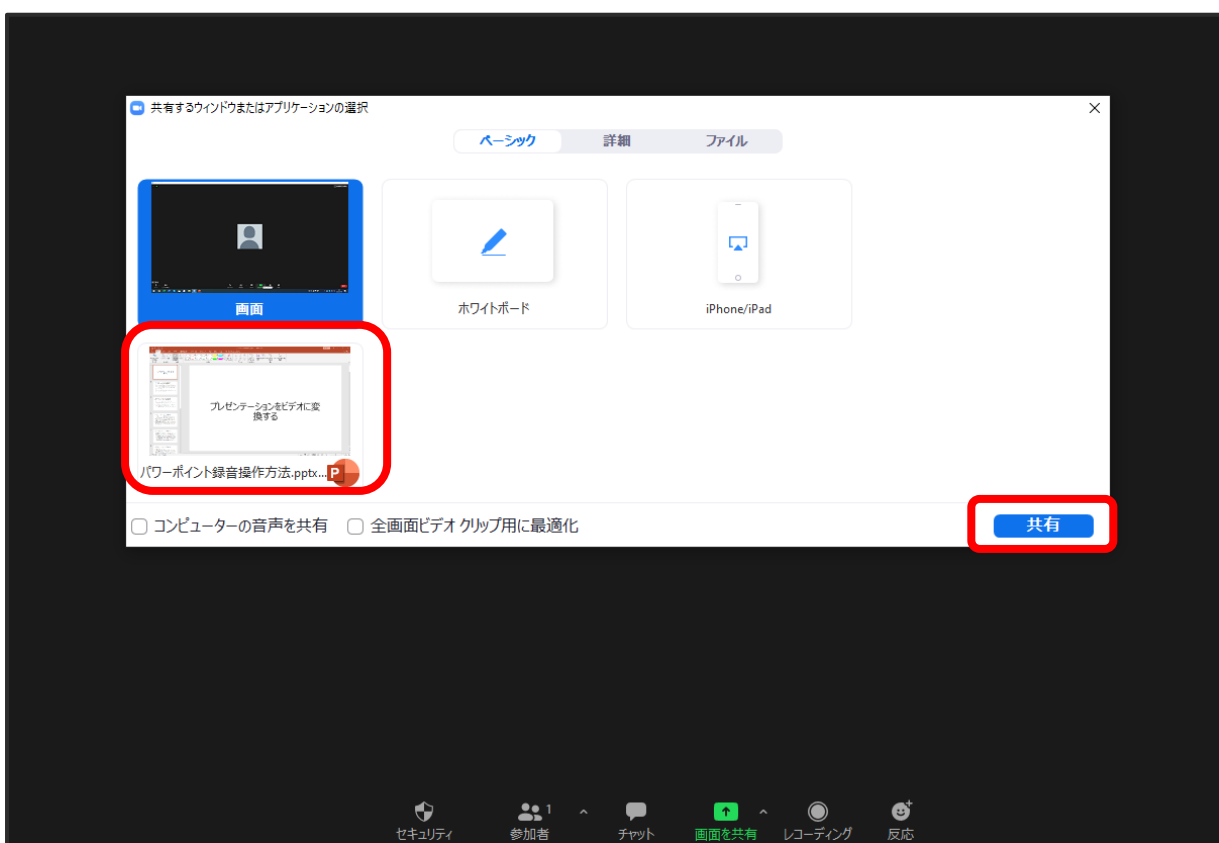 共有するウィンドウまたはアプリケーションの選択
ベーシック 詳細 ファイル
画面
ホワイトボード
iPhone/iPad
プレゼンテーションをビデオに変
換する
パワーポイント録音操作方法.pptx...
P
コンピューターの音声を共有
全画面ビデオ クリップ用に最適化
共有
1
セキュリティ 参加者 チャット 画面を共有 レコーディング 反応